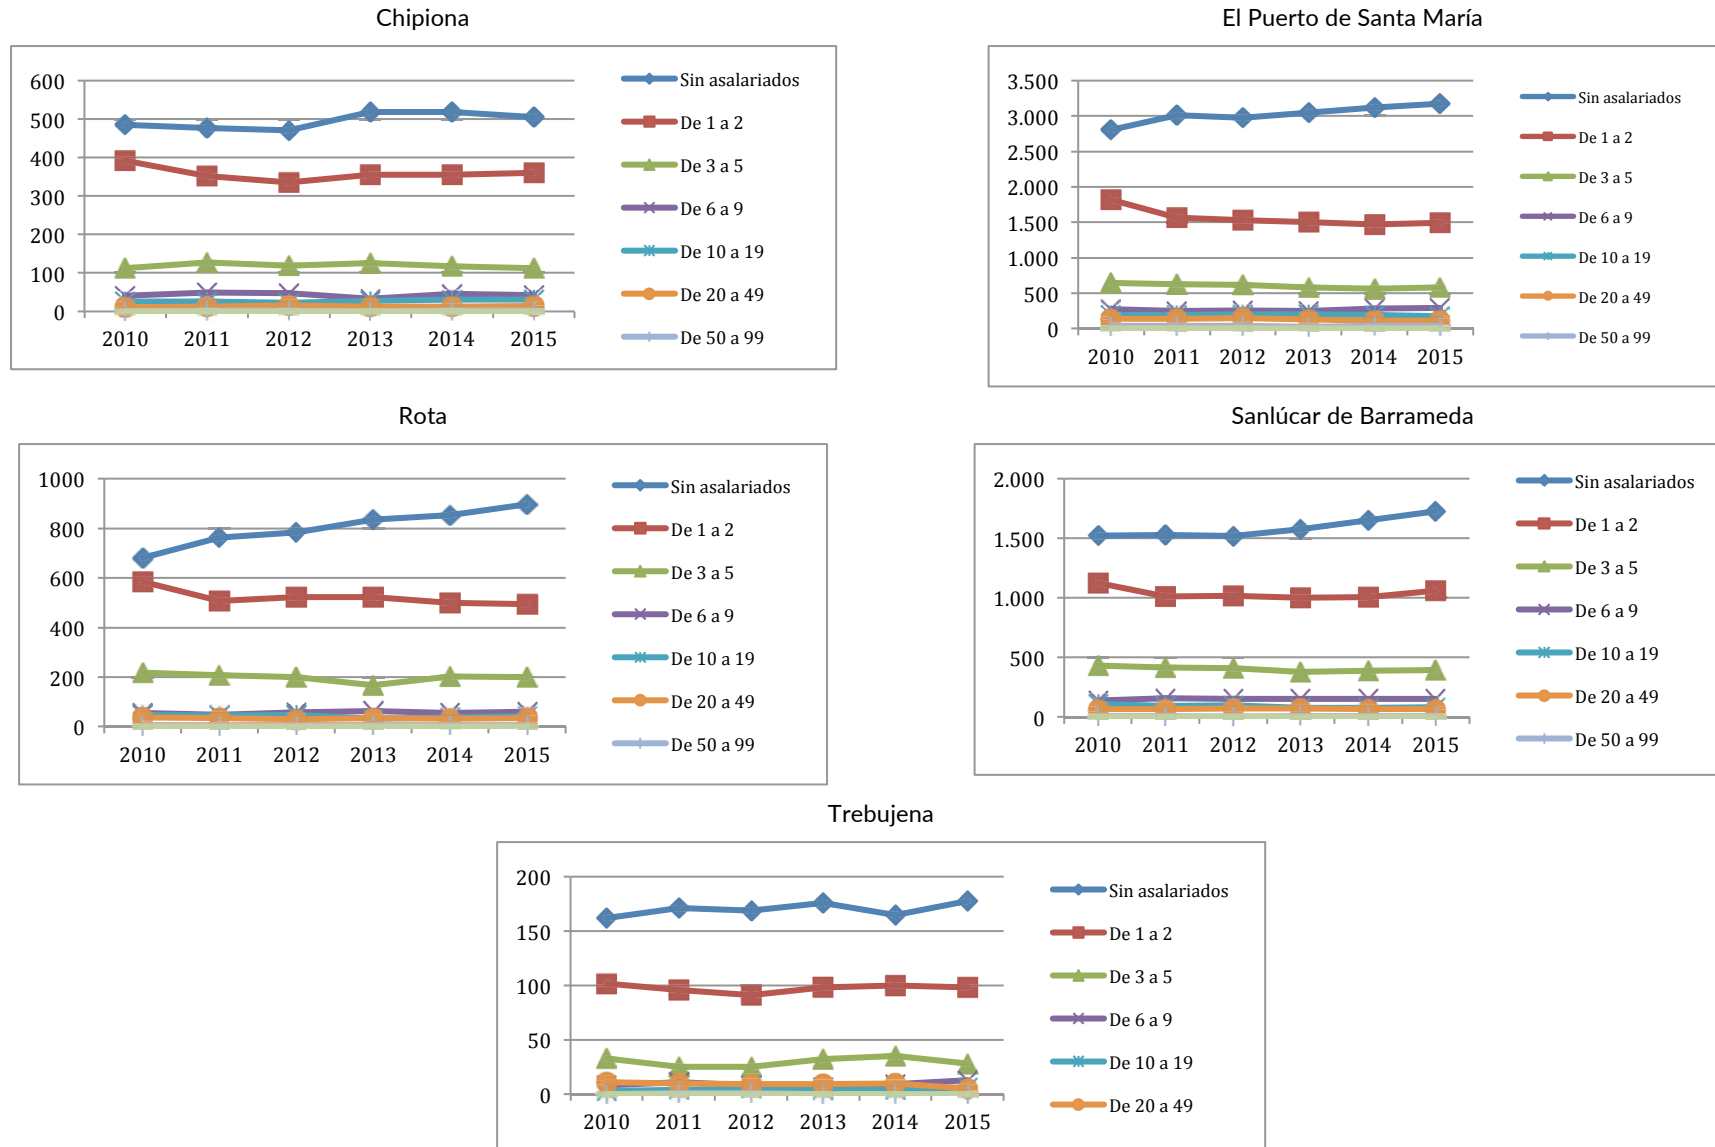 Chipiona
600
500
400
300
200
100
0
2010 2011 2012 2013 2014 2015
Sin asalariados
De 1 a 2
De 3 a 5
De 6 a 9
De 10 a 19
De 20 a 49
De 50 a 99
El Puerto de Santa María
3.500
3.000
2.500
2.000
1.500
1.000
500
0
2010 2011 2012 2013 2014 2015
Sin asalariados
De 1 a 2
De 3 a 5
De 6 a 9
De 10 a 19
De 20 a 49
De 50 a 99
Rota
1000
800
600
400
200
0
2010 2011 2012 2013 2014 2015
Sin asalariados
De 1 a 2
De 3 a 5
De 6 a 9
De 10 a 19
De 20 a 49
De 50 a 99
Sanlúcar de Barrameda
2.000
1.500
1.000
500
0
2010 2011 2012 2013 2014 2015
Sin asalariados
De 1 a 2
De 3 a 5
De 6 a 9
De 10 a 19
De 20 a 49
De 50 a 99
Trebujena
200
150
100
50
0
2010 2011 2012 2013 2014 2015
Sin asalariados
De 1 a 2
De 3 a 5
De 6 a 9
De 10 a 19
De 20 a 49